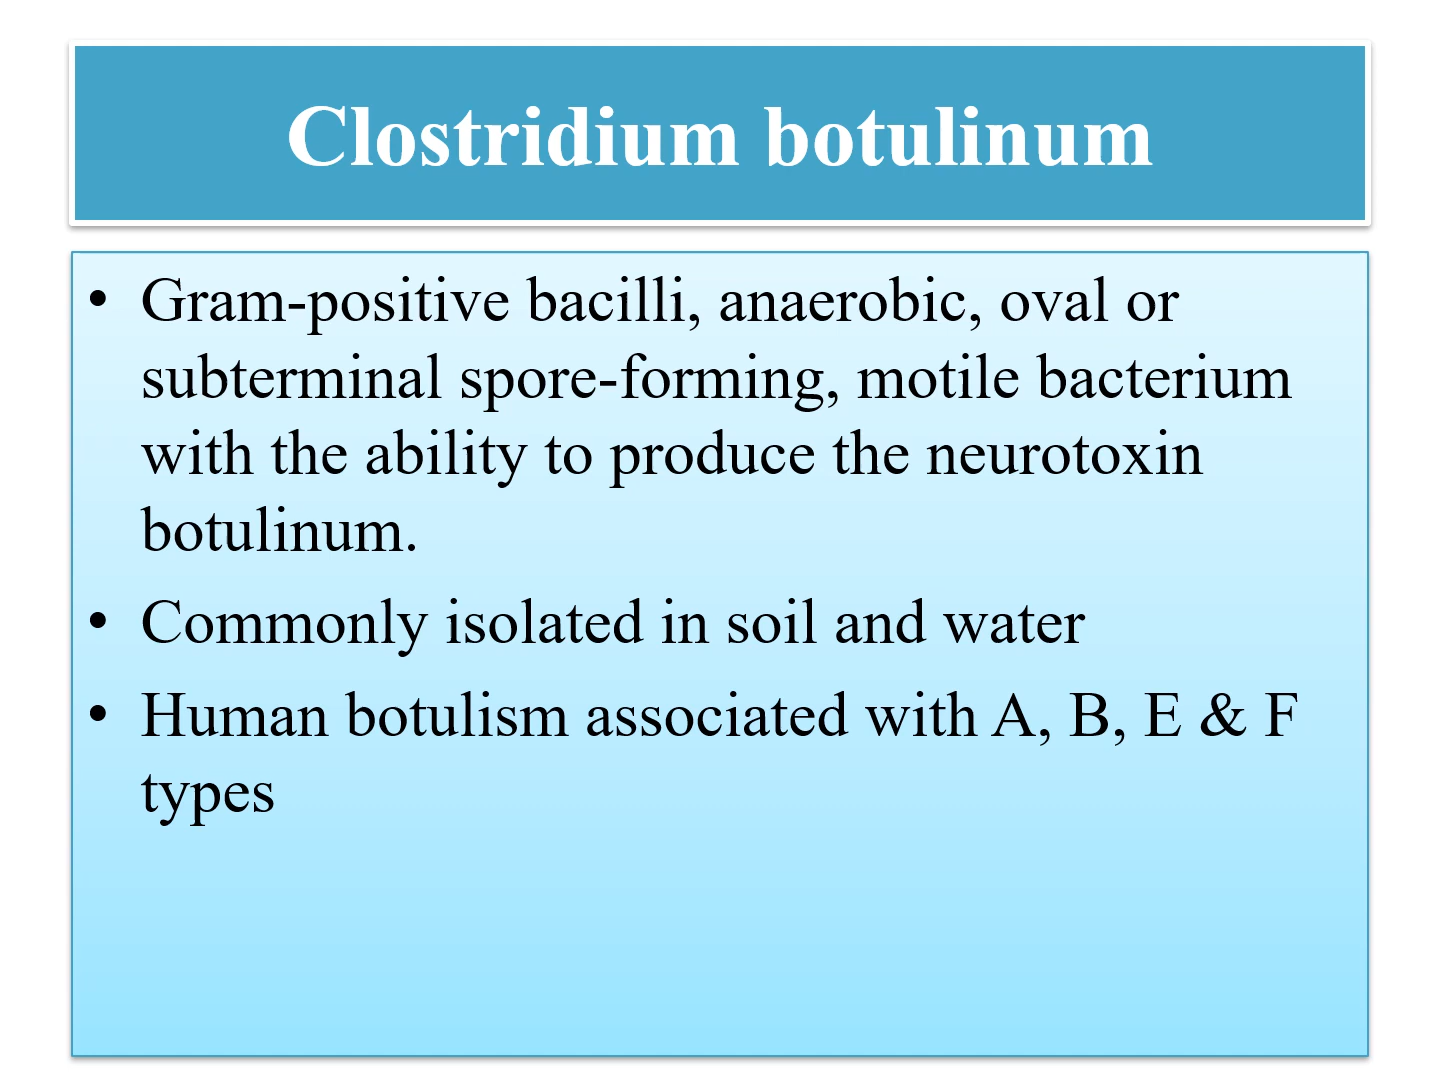 Clostridium botulinum
• Gram-positive bacilli, anaerobic, oval or
subterminal spore-forming, motile bacterium
with the ability to produce the neurotoxin
botulinum.
• Commonly isolated in soil and water
• Human botulism associated with A, B, E & F
types